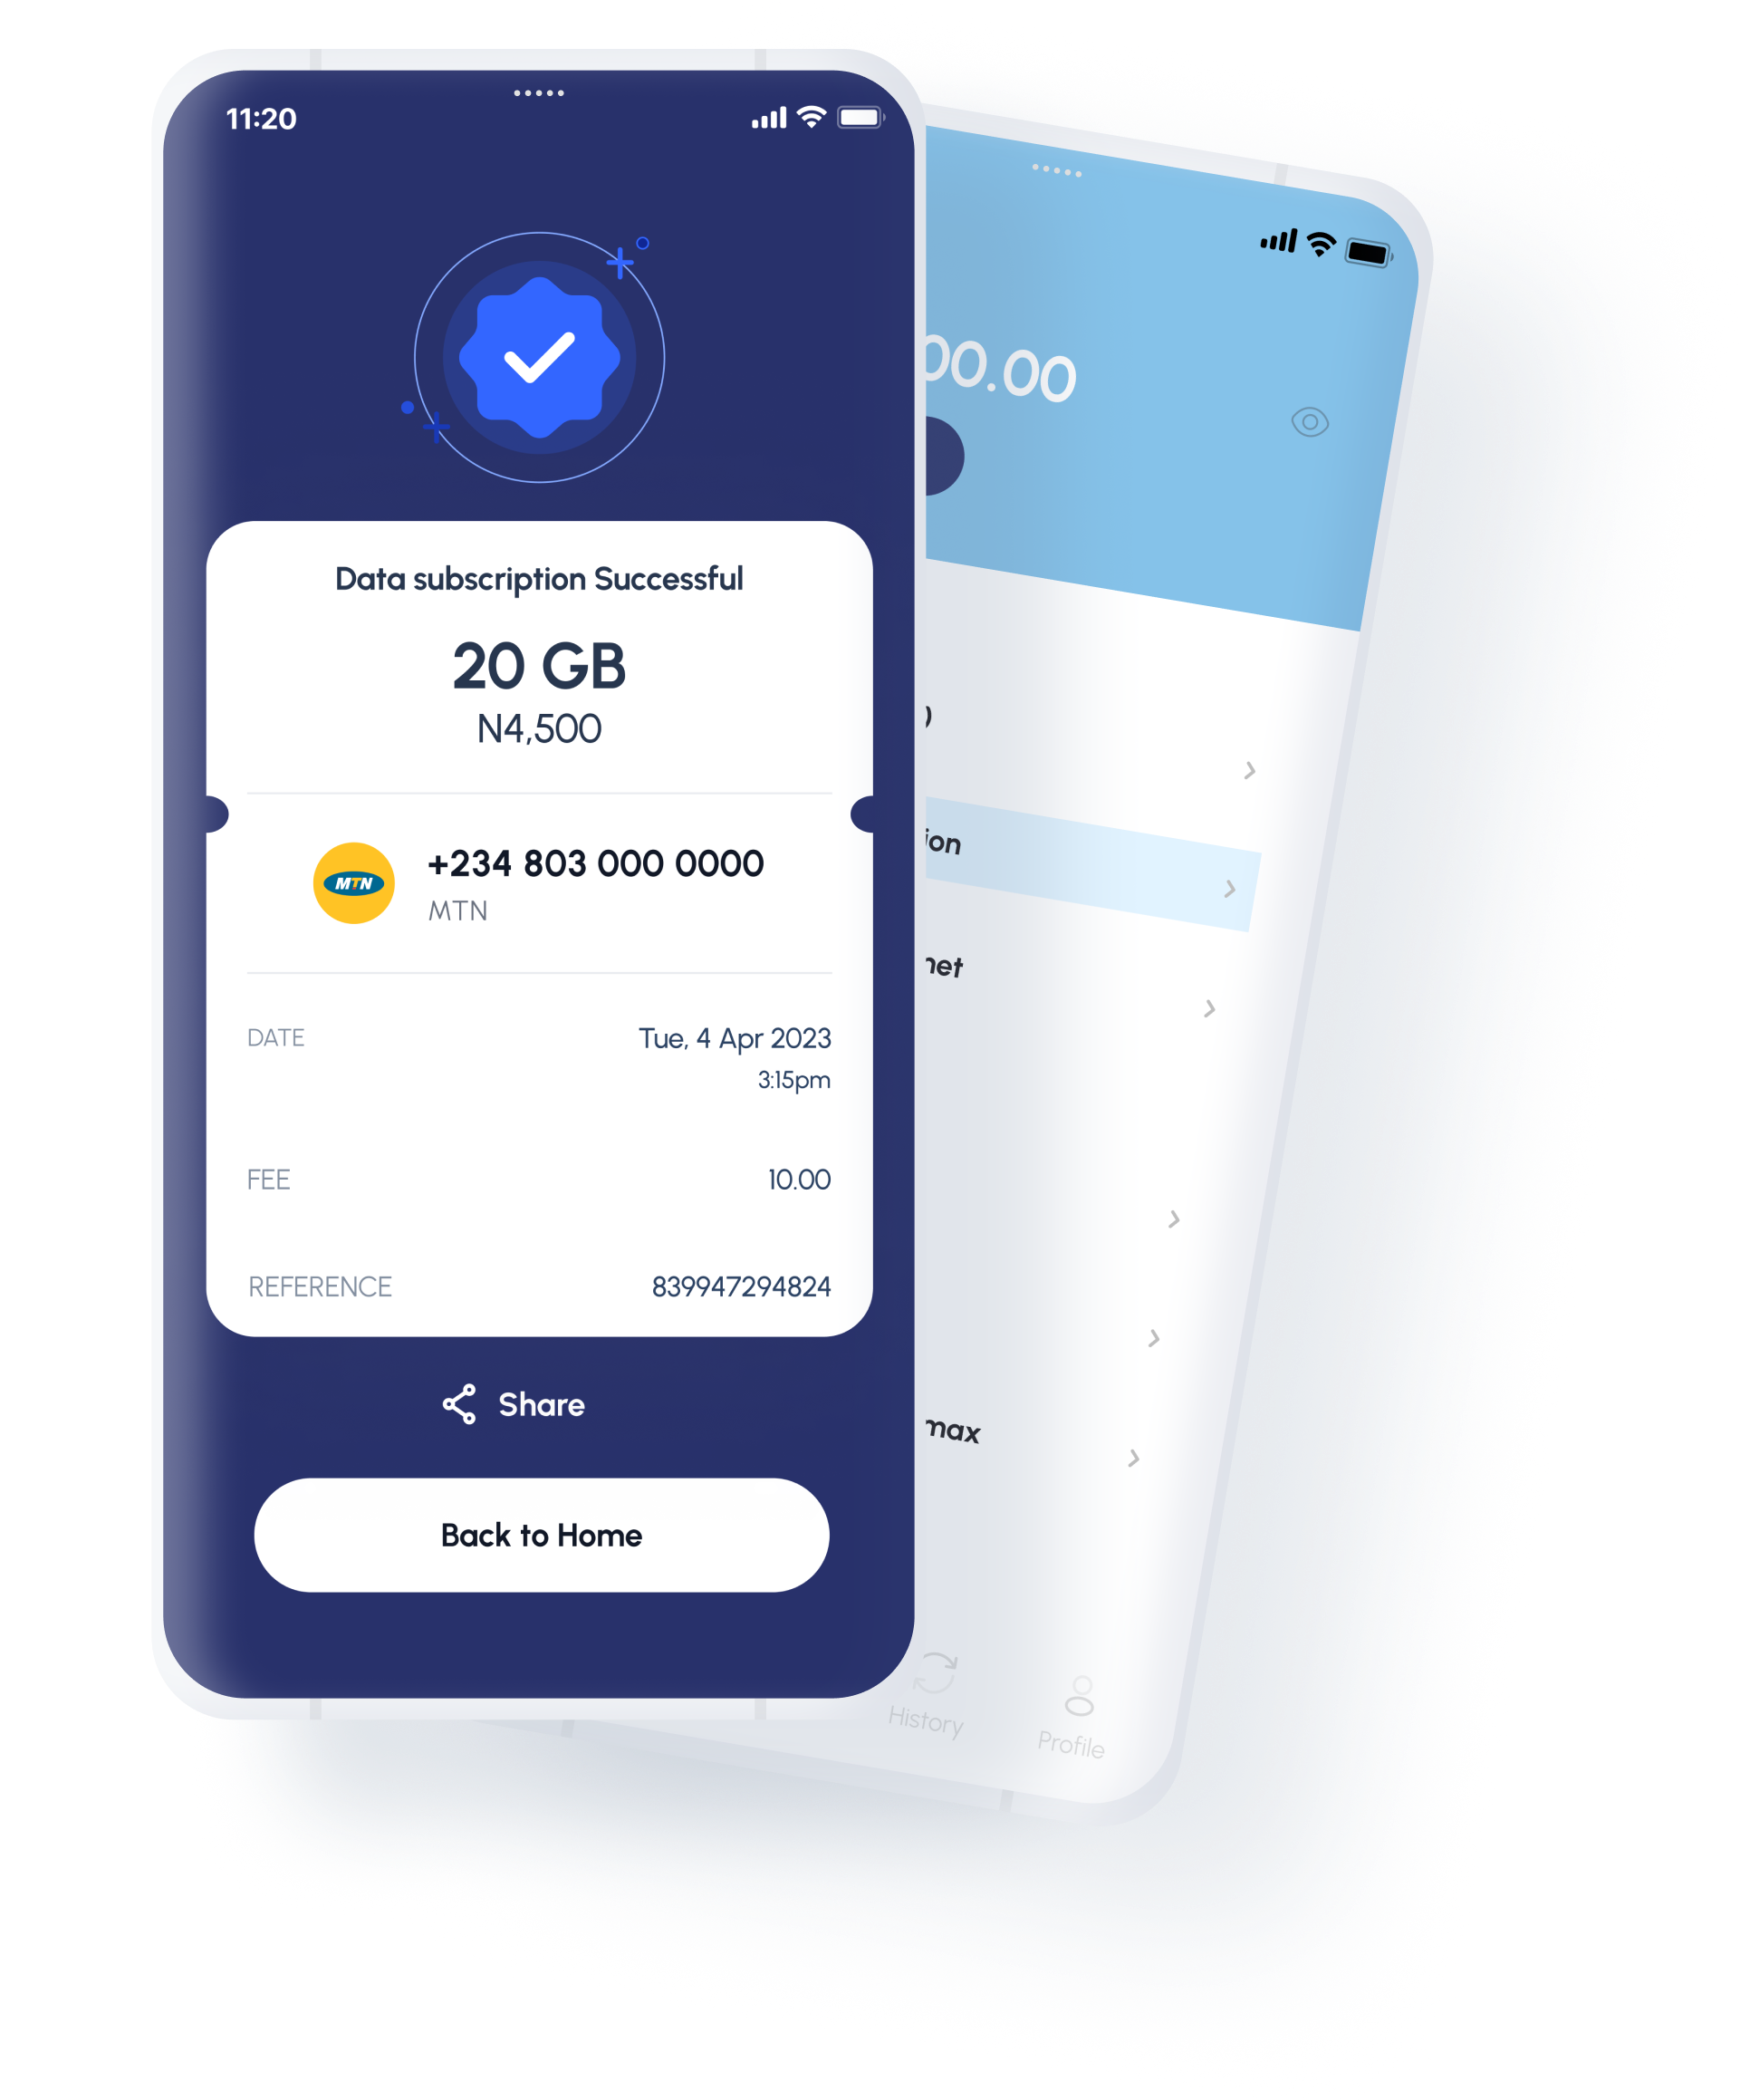 11:20
Data subscription Successful
20 GB
N4,500
MTN
+234 803 000 0000
MTN
DATE
Tue, 4 Apr 2023
3:15pm
FEE
10.00
REFERENCE
839947294824
Share
Back to Home
00.00
ion
net
max
History
Profile